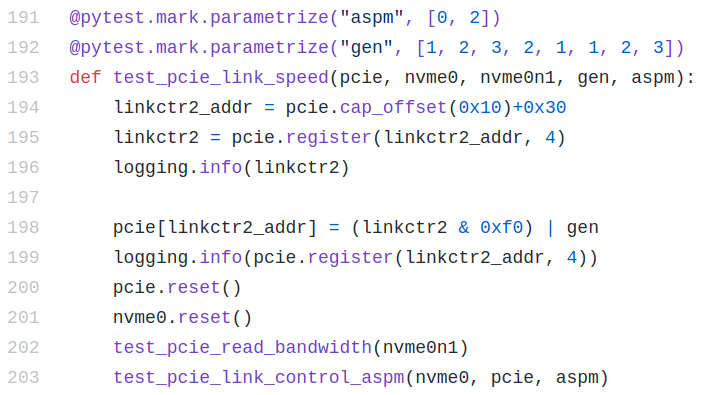 191 @pytest.mark.parametrize("aspm", [0, 2])
192 @pytest.mark.parametrize("gen", [1, 2, 3, 2, 1, 1, 2, 3])
193 def test_pcie_link_speed(pcie, nvme0, nvme0n1, gen, aspm):
194     linkctr2_addr = pcie.cap_offset(0x10)+0x30
195     linkctr2 = pcie.register(linkctr2_addr, 4)
196     logging.info(linkctr2)
197
198     pcie[linkctr2_addr] = (linkctr2 & 0xf0) | gen
199     logging.info(pcie.register(linkctr2_addr, 4))
200     pcie.reset()
201     nvme0.reset()
202     test_pcie_read_bandwidth(nvme0n1)
203     test_pcie_link_control_aspm(nvme0, pcie, aspm)